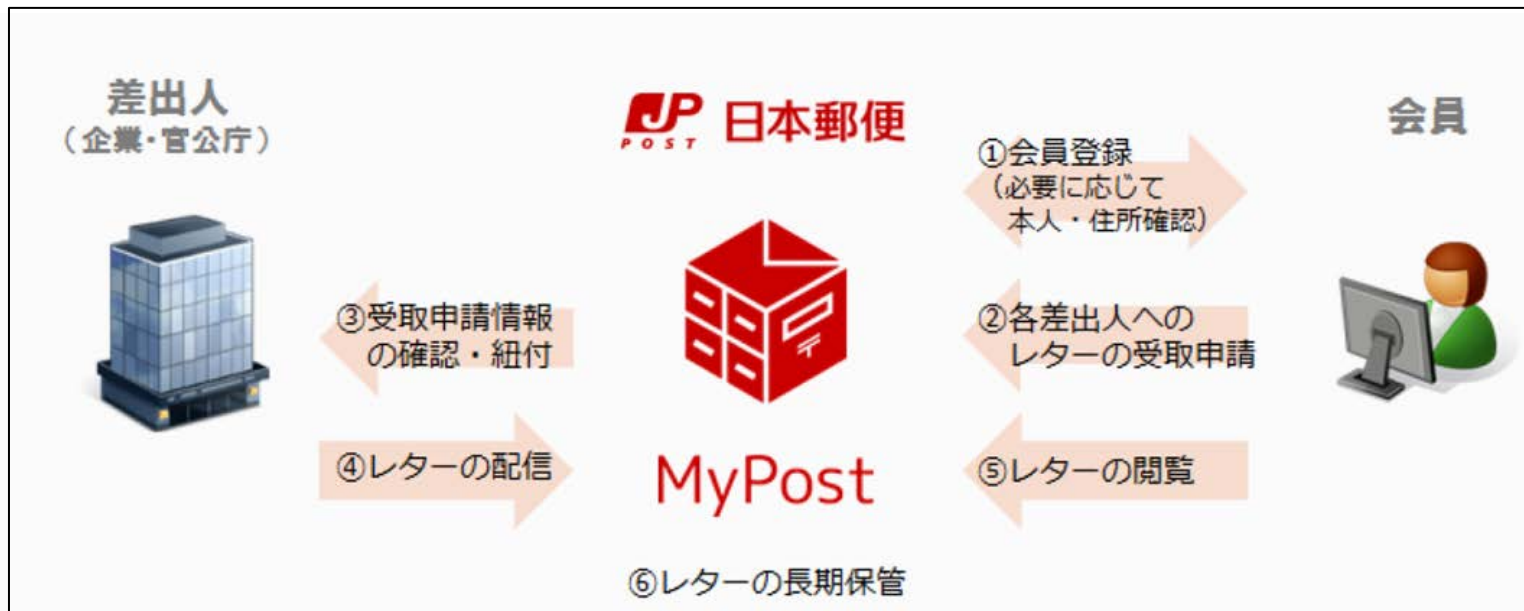 差出人
（企業・官公庁）
JP
POST
日本郵便
会員
①会員登録
（必要に応じて
本人・住所確認）
③受取申請情報
の確認・紐付
〒
②各差出人への
レターの受取申請
④レターの配信
MyPost
⑤レターの閲覧
⑥レターの長期保管